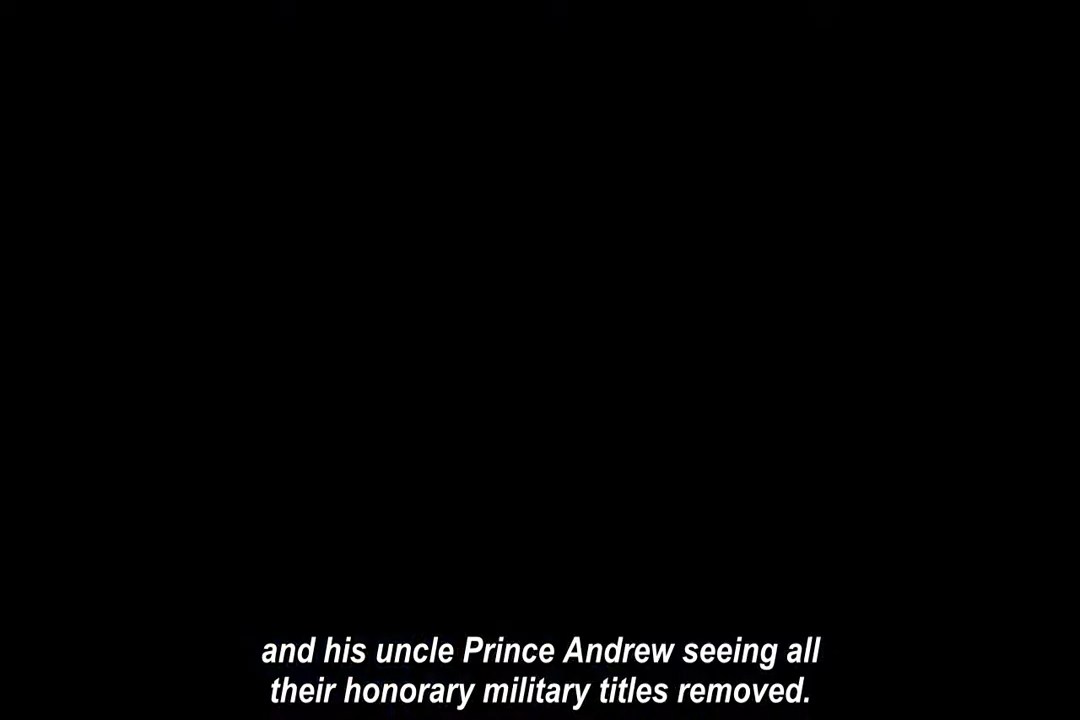 and his uncle Prince Andrew seeing all
their honorary military titles removed.